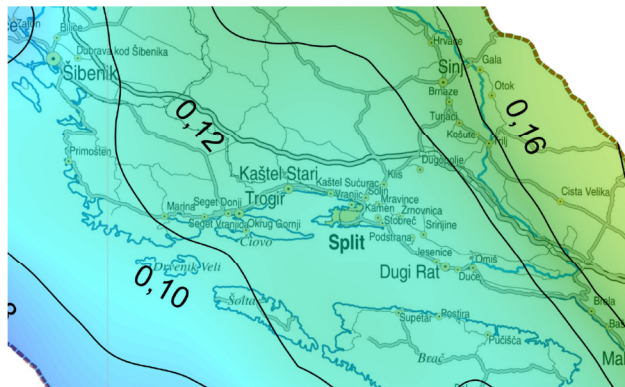 Bilice
Dubrava kod Šibenika
Šibenik
Hrvace
Gala
Sinj
Otok
Brnaze
Turjaci
Košute
Trilj
0,12
0,16
Primošten
Dugopolje
Klis
Kaštel Stari
Kaštel Sućurac
Solin
Vranjic
Mravince
Cista Velika
Seget Donji
Trogir
Kamen
Žrnovnica
Marina
Seget Vranjica
Okrug Gornji
Stobreč
Čiovo
Split
Podstrana
Srinjine
Jesenice
Omiš
Drvenik Veli
Dugi Rat
Duće
0,10
Šolta
Brela
Supetar
Postira
Pučišća
Brač